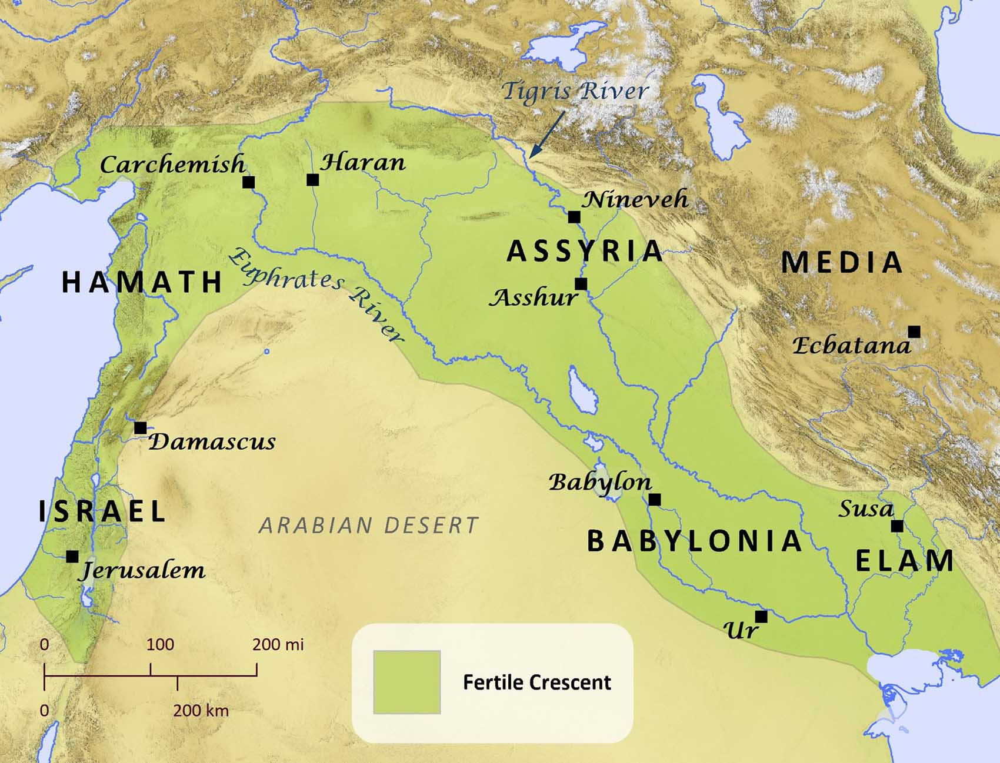 Tigris River
Carchemish
Haran
Nineveh
ASSYRIA
MEDIA
HAMATH
Euphrates River
Asshur
Ecbatana
Damascus
Babylon
Susa
ISRAEL
ARABIAN DESERT
BABYLONIA
ELAM
Jerusalem
Ur
0 100 200 mi
0 200 km
Fertile Crescent